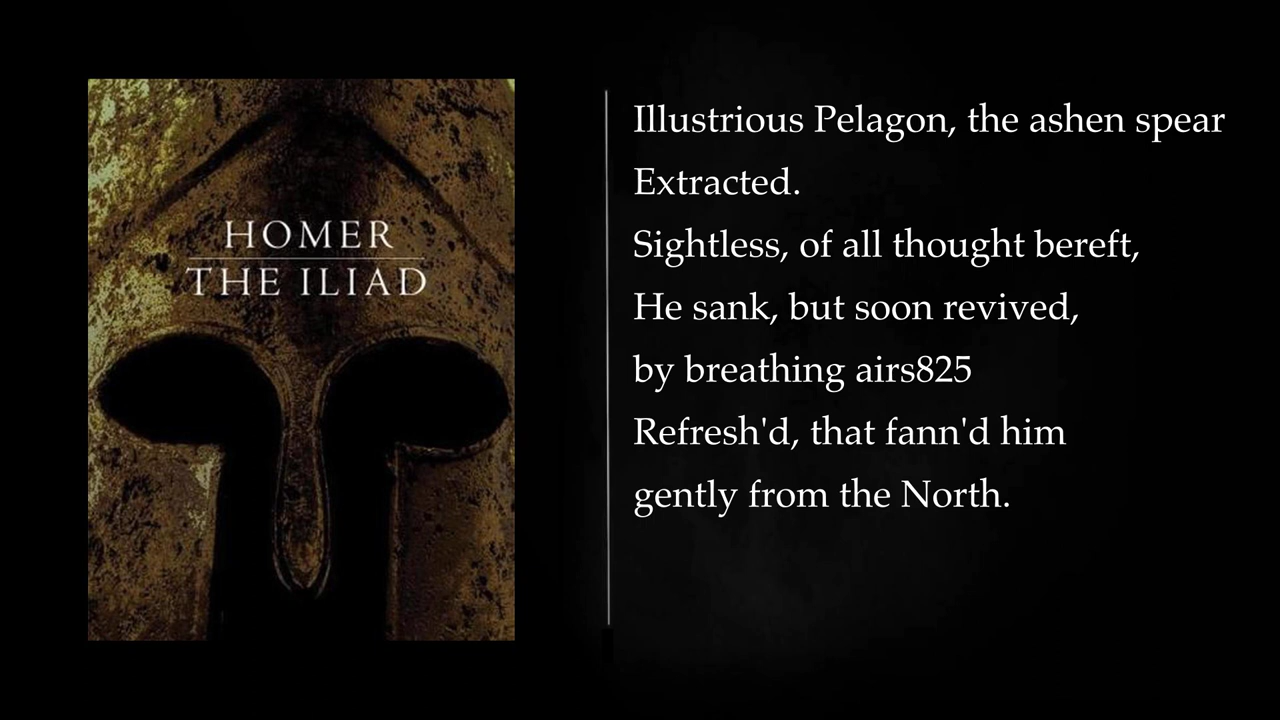 HOMER
THE ILIAD
Illustrious Pelagon, the ashen spear
Extracted.
Sightless, of all thought bereft,
He sank, but soon revived,
by breathing airs825
Refresh'd, that fann'd him
gently from the North.